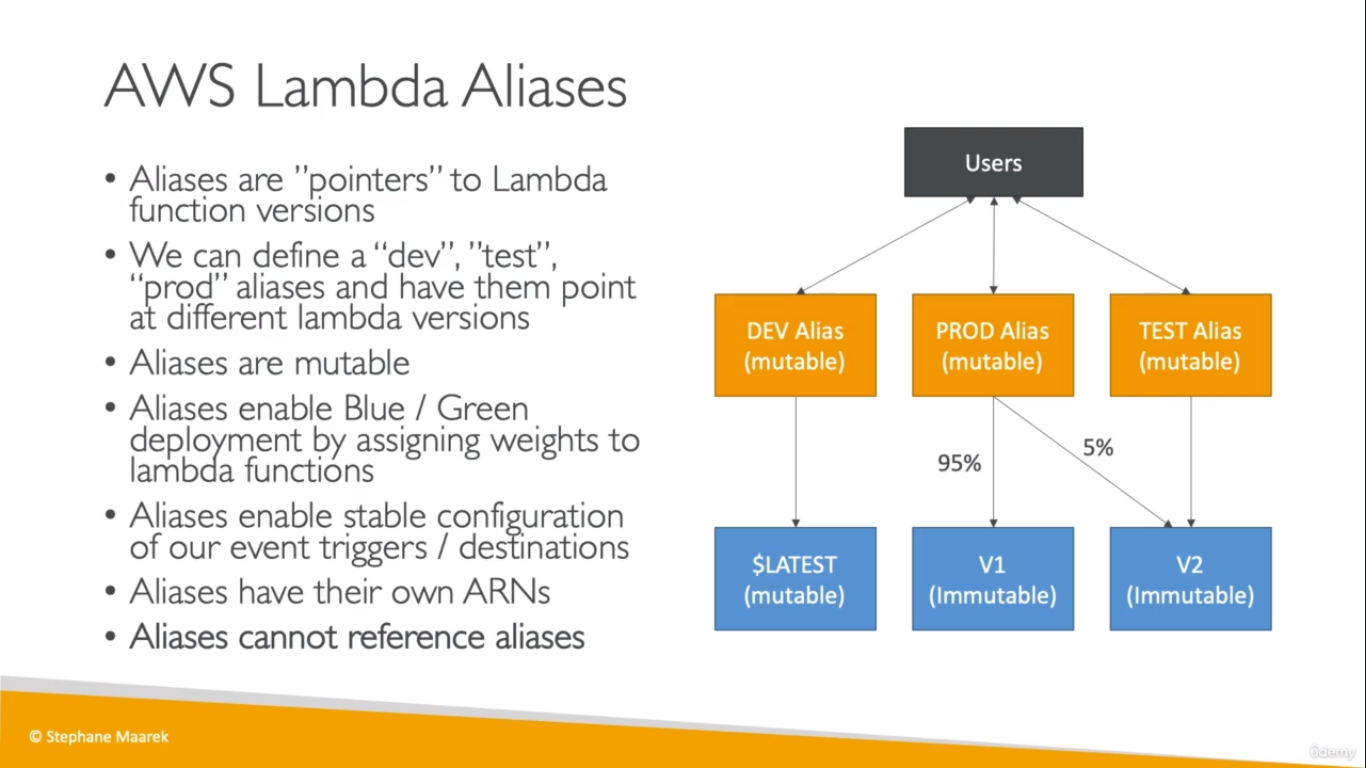 AWS Lambda Aliases
• Aliases are ”pointers” to Lambda
function versions
• We can define a “dev”, ”test”,
“prod” aliases and have them point
at different lambda versions
• Aliases are mutable
• Aliases enable Blue / Green
deployment by assigning weights to
lambda functions
• Aliases enable stable configuration
of our event triggers / destinations
• Aliases have their own ARNs
• Aliases cannot reference aliases
Users
DEV Alias
(mutable)
PROD Alias
(mutable)
TEST Alias
(mutable)
95%
5%
$LATEST
(mutable)
V1
(Immutable)
V2
(Immutable)
© Stephane Maarek
ûdemy